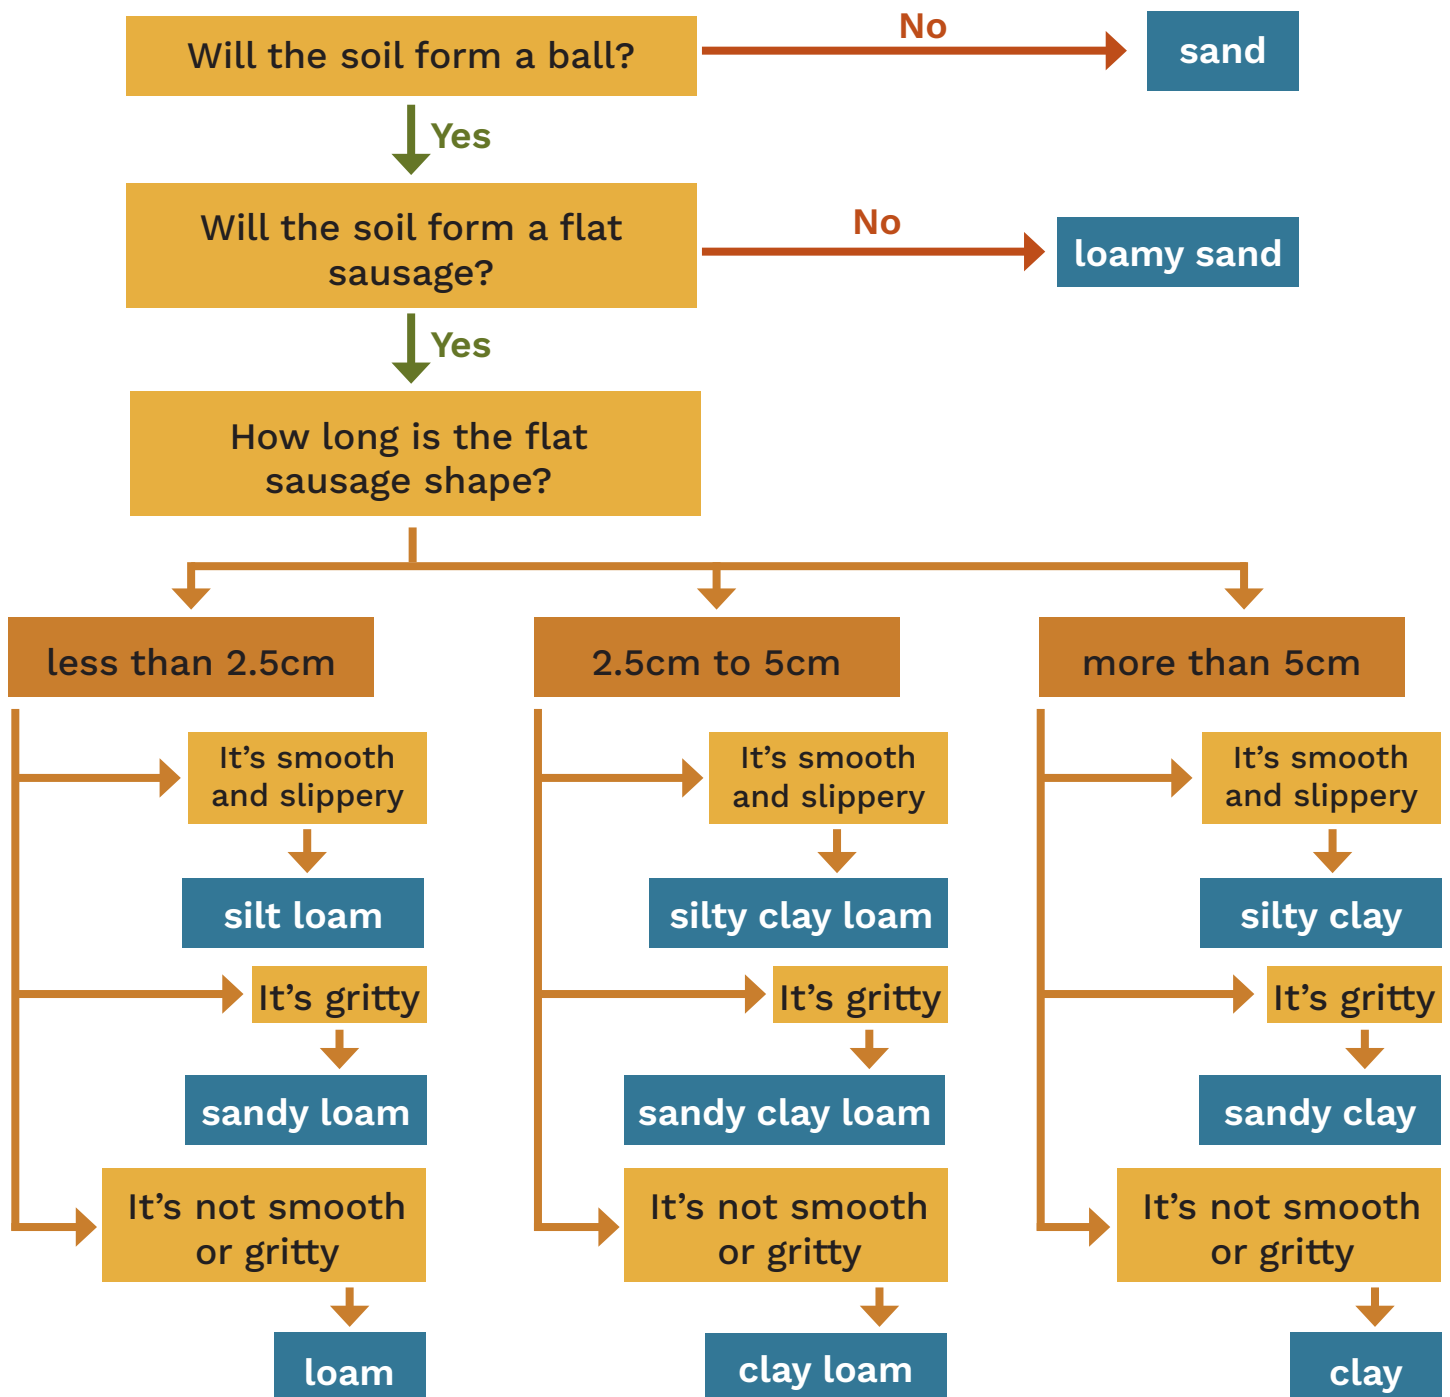 Will the soil form a ball?
No
sand
Yes
Will the soil form a flat
sausage?
No
loamy sand
Yes
How long is the flat
sausage shape?
less than 2.5cm
It’s smooth
and slippery
silt loam
It's gritty
sandy loam
It’s not smooth
or gritty
loam
2.5cm to 5cm
It’s smooth
and slippery
silty clay loam
It's gritty
sandy clay loam
It’s not smooth
or gritty
clay loam
more than 5cm
It’s smooth
and slippery
silty clay
It's gritty
sandy clay
It’s not smooth
or gritty
clay